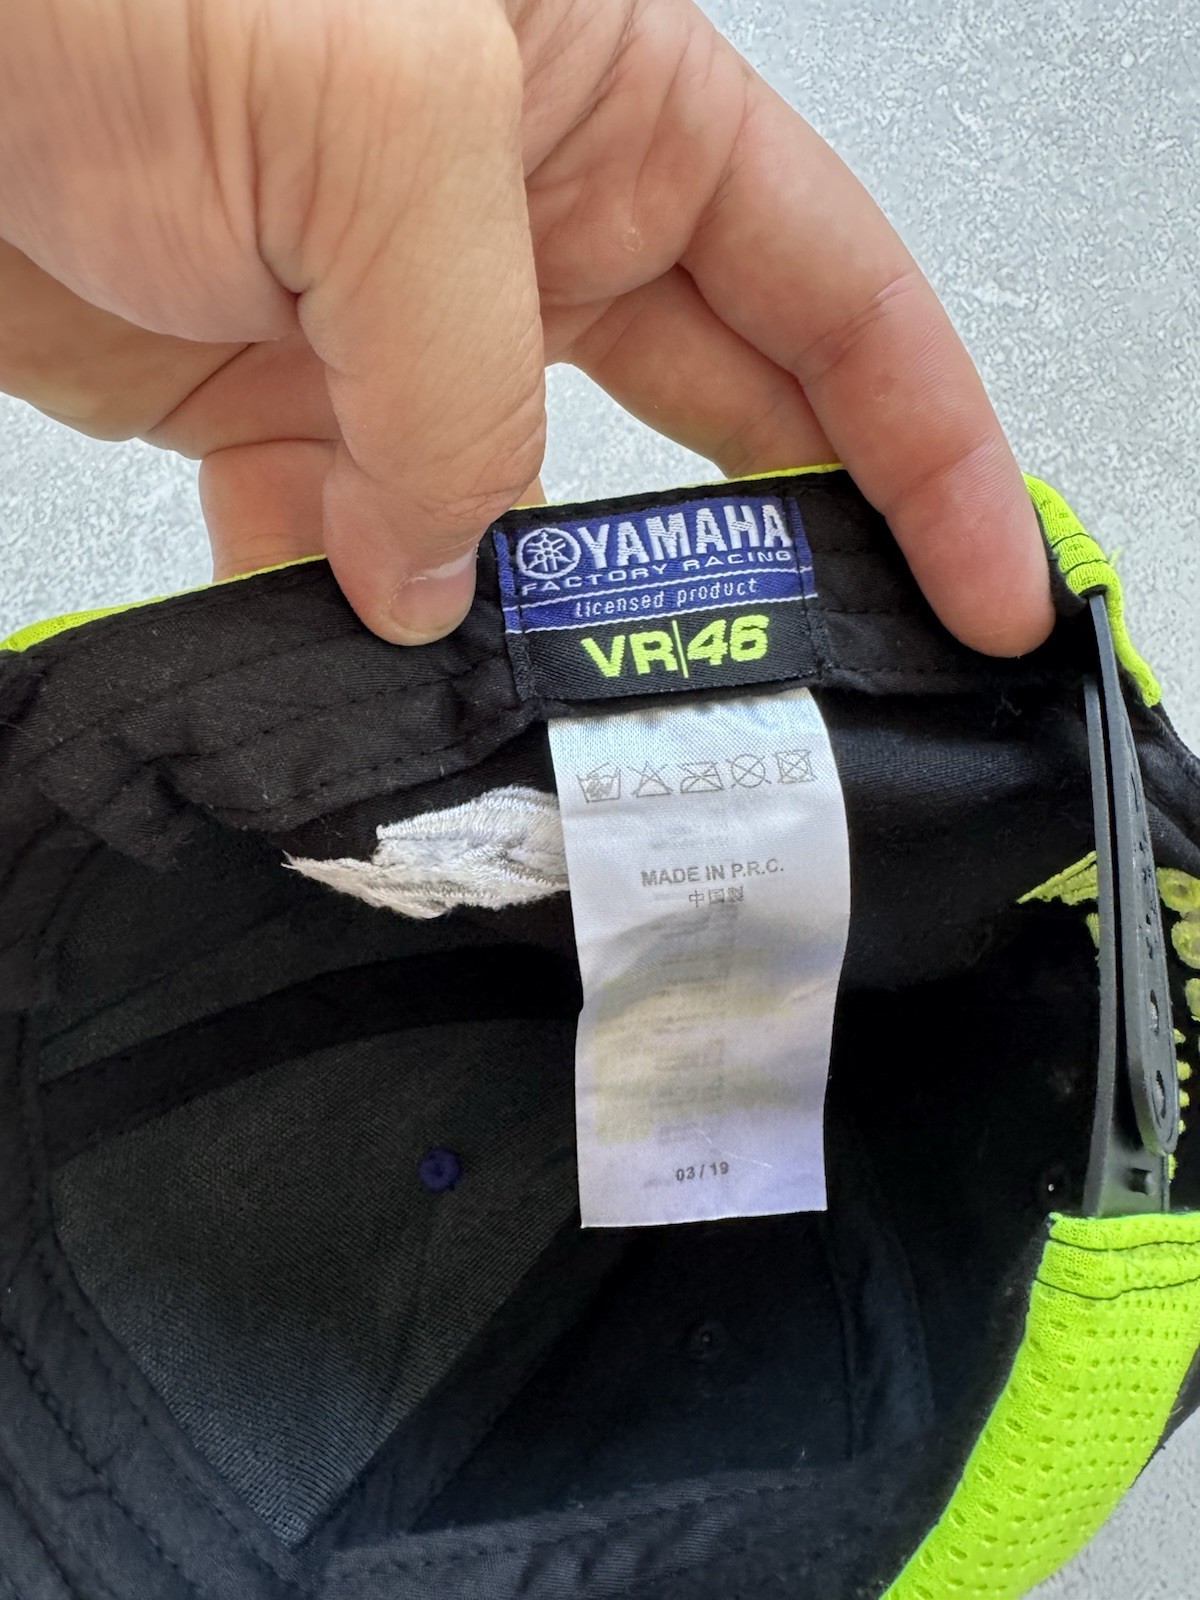 YAMAHA
FACTORY RACING
licensed product
VR|46
MADE IN P.R.C.
中国製
03/19